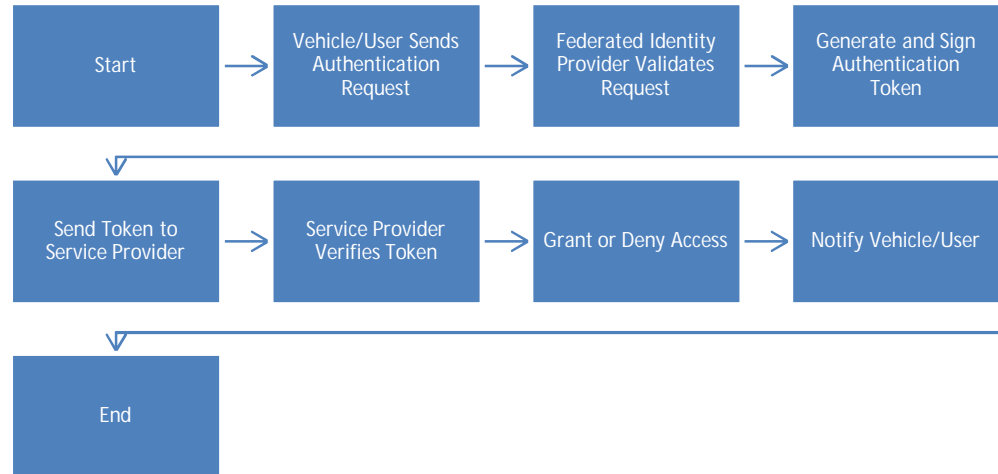 Start
Vehicle/User Sends
Authentication
Request
Federated Identity
Provider Validates
Request
Generate and Sign
Authentication
Token
Send Token to
Service Provider
Service Provider
Verifies Token
Grant or Deny Access
Notify Vehicle/User
End